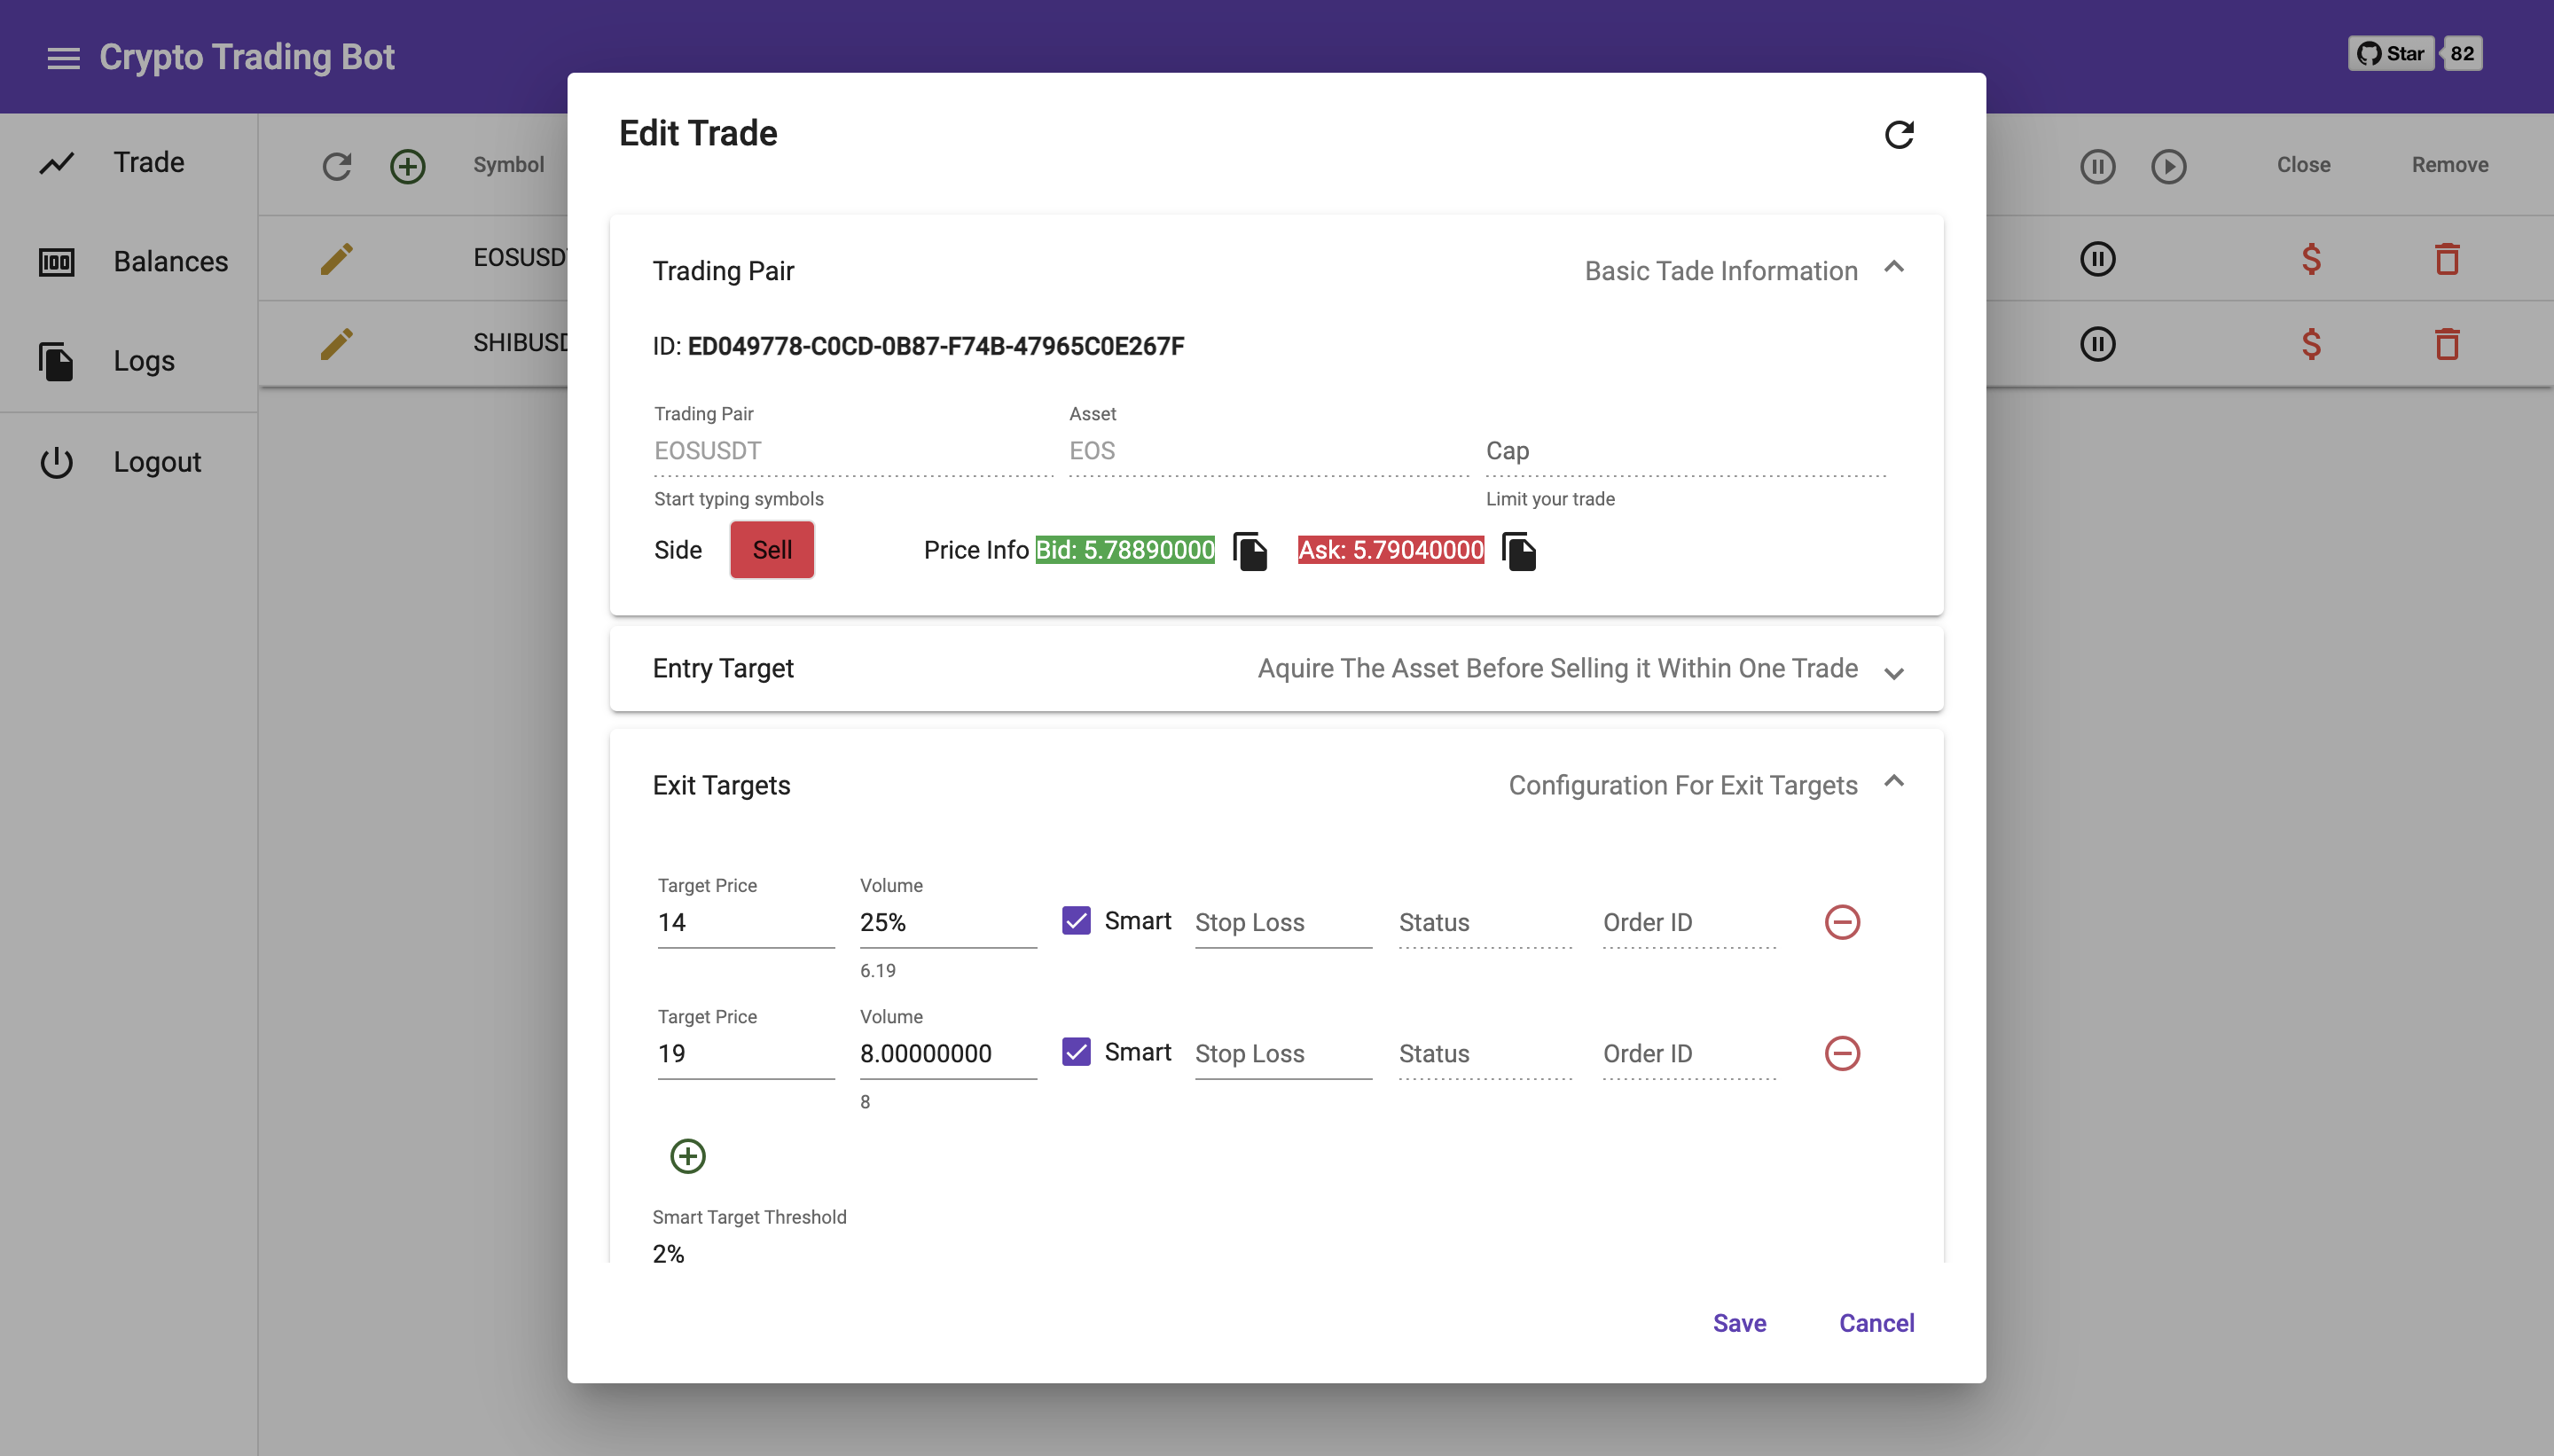 Crypto Trading Bot
Star 82
Trade
Balances
Logs
Logout
Symbol
Close
Remove
EOSUSDT
SHIBUSD
Edit Trade
Trading Pair
Basic Tade Information
ID: ED049778-C0CD-0B87-F74B-47965C0E267F
Trading Pair
EOSUSDT
Start typing symbols
Asset
EOS
Cap
Limit your trade
Side
Sell
Price Info Bid: 5.78890000
Ask: 5.79040000
Entry Target
Aquire The Asset Before Selling it Within One Trade
Exit Targets
Configuration For Exit Targets
Target Price
14
Volume
25%
6.19
Smart
Stop Loss
Status
Order ID
Target Price
19
Volume
8.00000000
8
Smart
Stop Loss
Status
Order ID
Smart Target Threshold
2%
Save
Cancel